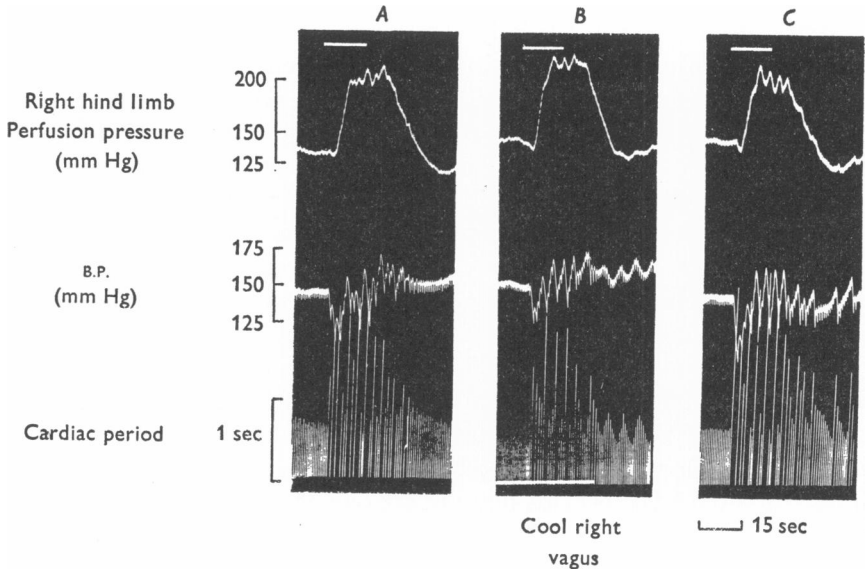 A B C
Right hind limb
Perfusion pressure
(mm Hg)
200
150
125
B.P.
(mm Hg)
175
150
125
Cardiac period 1 sec
Cool right
vagus
15 sec